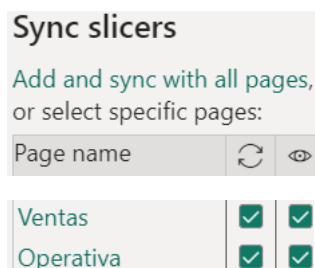 Sync slicers
Add and sync with all pages,
or select specific pages:
Page name
Ventas
Operativa